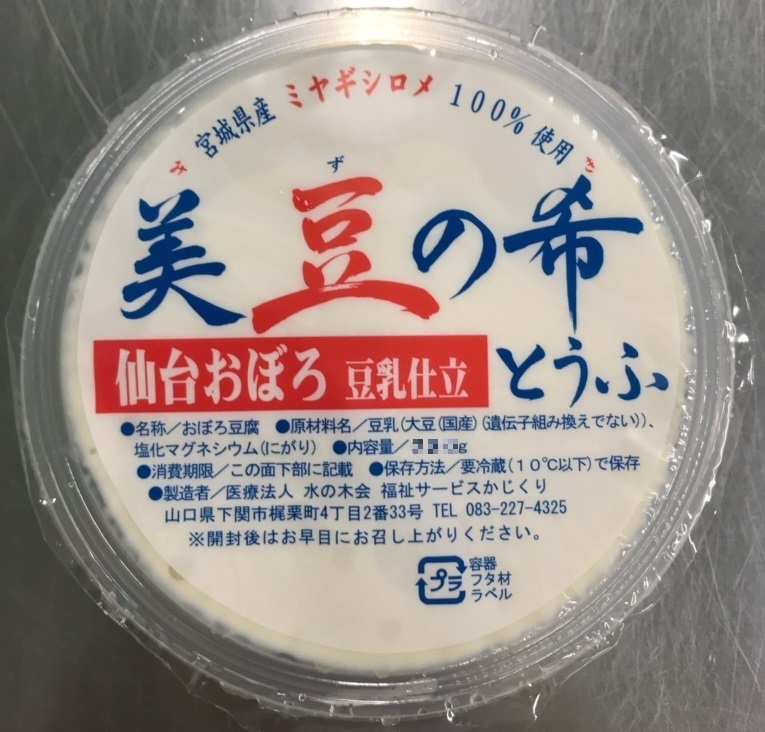 宮城県産 ミヤギシロメ 100% 使用
み ず き
美豆の希
仙台おぼろ 豆乳仕立 とうふ
●名称/おぼろ豆腐 ●原材料名/豆乳(大豆(国産)(遺伝子組み換えでない))、
塩化マグネシウム(にがり) ●内容量/ g
●消費期限/この面下部に記載 ●保存方法/要冷蔵(10℃以下)で保存
●製造者/医療法人 水の木会 福祉サービスかじくり
山口県下関市梶栗町4丁目2番33号 TEL 083-227-4325
※開封後はお早目にお召し上がりください。
プラ
容器
フタ材
ラベル